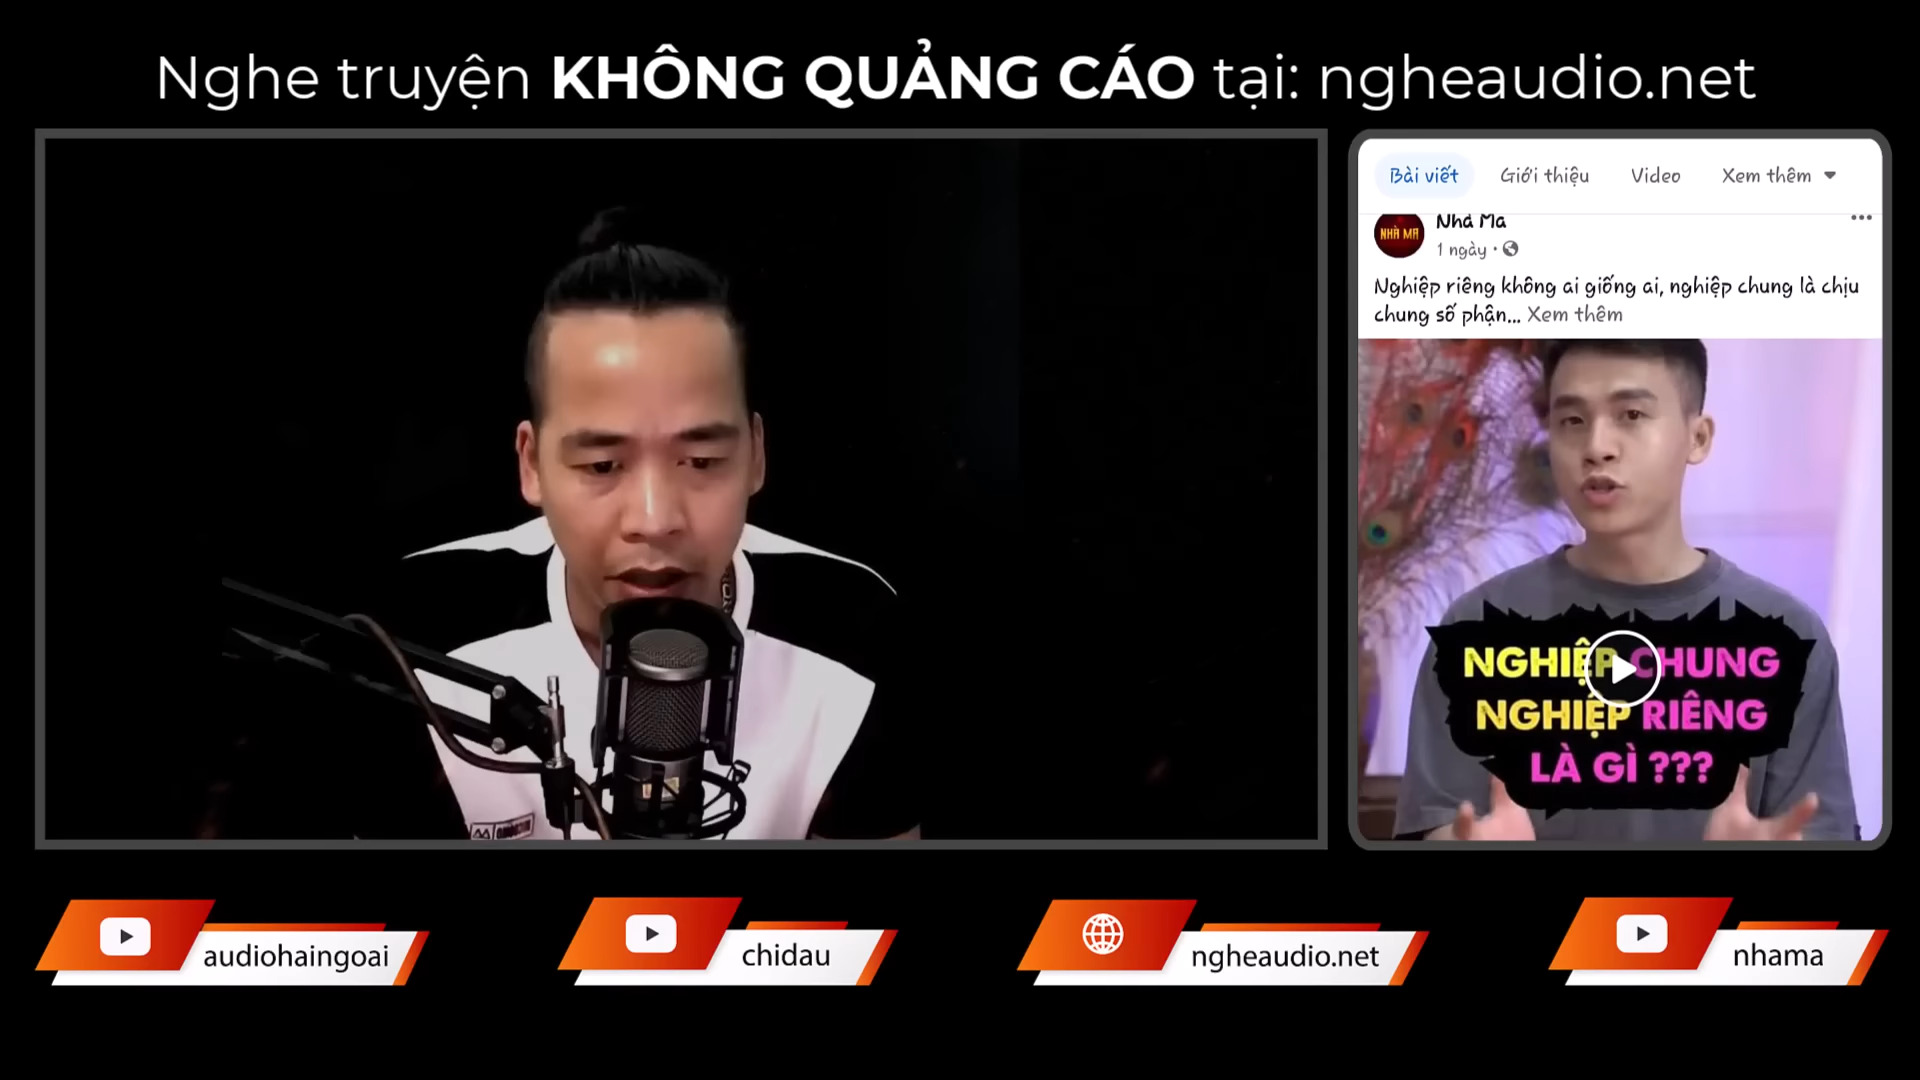 Nghe truyện KHÔNG QUẢNG CÁO tại: ngheaudio.net
Bài viết Giới thiệu Video Xem thêm
NHÀ MA
Nhà Ma
1 ngày
Nghiệp riêng không ai giống ai, nghiệp chung là chịu
chung số phận... Xem thêm
NGHIỆP CHUNG
NGHIỆP RIÊNG
LÀ GÌ ???
audiohaingoai
chidau
ngheaudio.net
nhama